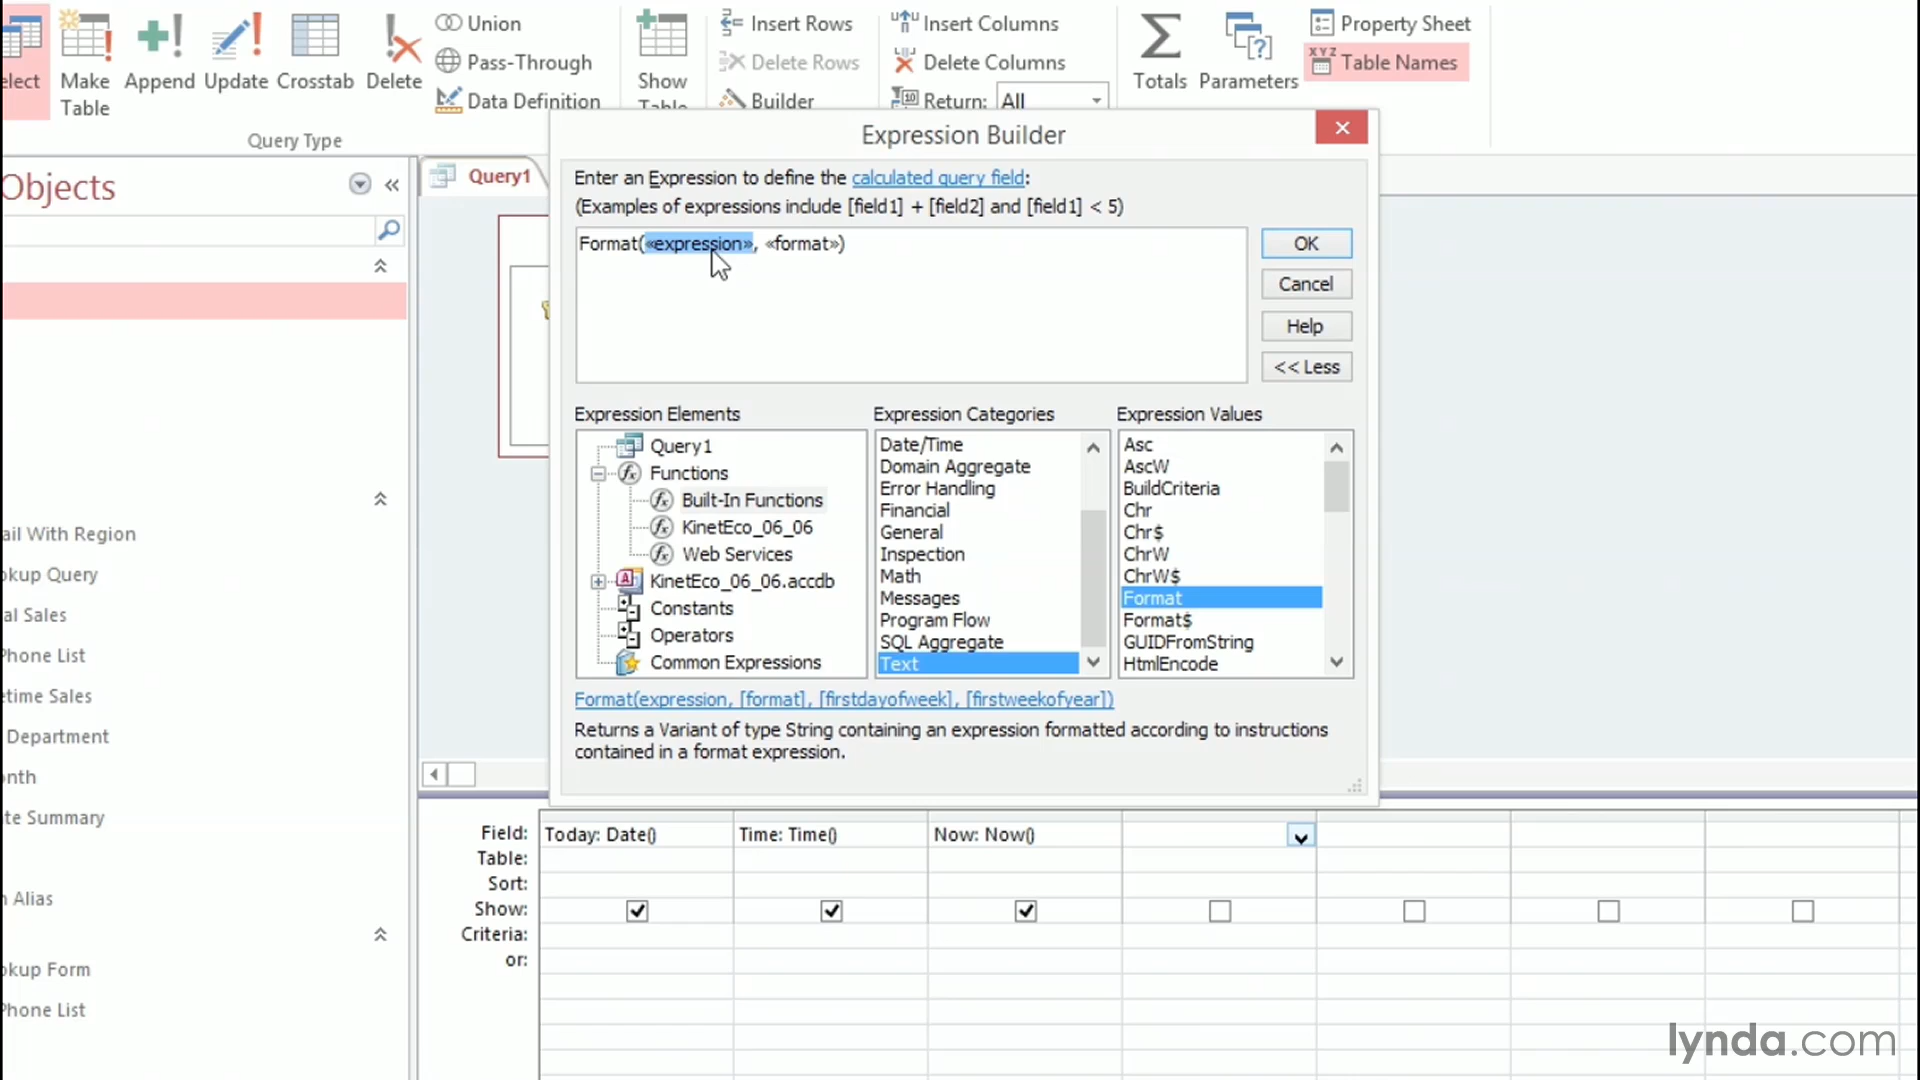 elect
Make
Table
Append
Update
Crosstab
Delete
Union
Pass-Through
Data Definition
Query Type
Show
Table
Insert Rows
Delete Rows
Builder
Insert Columns
Delete Columns
Return: All
Totals
Parameters
Property Sheet
XYZ Table Names
Objects
ail With Region
okup Query
al Sales
Phone List
etime Sales
Department
onth
te Summary
n Alias
okup Form
Phone List
Query1
Expression Builder
Enter an Expression to define the calculated query field:
(Examples of expressions include [field1] + [field2] and [field1] < 5)
Format(«expression», «format»)
OK
Cancel
Help
<< Less
Expression Elements
Query1
Functions
Built-In Functions
KinetEco_06_06
Web Services
KinetEco_06_06.accdb
Constants
Operators
Common Expressions
Expression Categories
Date/Time
Domain Aggregate
Error Handling
Financial
General
Inspection
Math
Messages
Program Flow
SQL Aggregate
Text
Expression Values
Asc
AscW
BuildCriteria
Chr
Chr$
ChrW
ChrW$
Format
Format$
GUIDFromString
HtmlEncode
Format(expression, [format], [firstdayofweek], [firstweekofyear])
Returns a Variant of type String containing an expression formatted according to instructions
contained in a format expression.
Field: Today: Date() Time: Time() Now: Now()
Table:
Sort:
Show:
Criteria:
or:
lynda.com